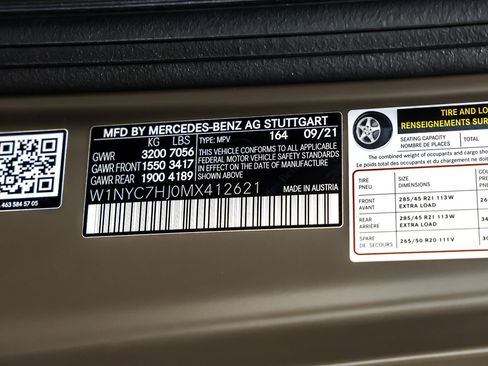 MFD BY MERCEDES-BENZ AG STUTTGART
KG LBS TYPE: MPV 164 09/21
GVWR 3200 7056
GAWR FRONT 1550 3417
GAWR REAR 1900 4189
THIS VEHICLE CONFORMS TO ALL APPLICABLE
FEDERAL MOTOR VEHICLE SAFETY STANDARDS
IN EFFECT ON THE DATE OF MANUFACTURE
SHOWN ABOVE.
W1NYC7HJ0MX412621
MADE IN AUSTRIA
463 584 57 05
TIRE AND LO
RENSEIGNEMENTS SUR
SEATING CAPACITY TOTAL
NOMBRE DE PLACES
The combined weight of occupants and cargo sho
Le poids total des occupants et du chargement ne doit
TIRE
PNEU
DIMENSIONS
FRONT
AVANT
285/45 R21 113W
EXTRA LOAD
26
REAR
ARRIÈRE
285/45 R21 113W
EXTRA LOAD
34
SPARE
DE SECOURS
265/50 R20 111V
30